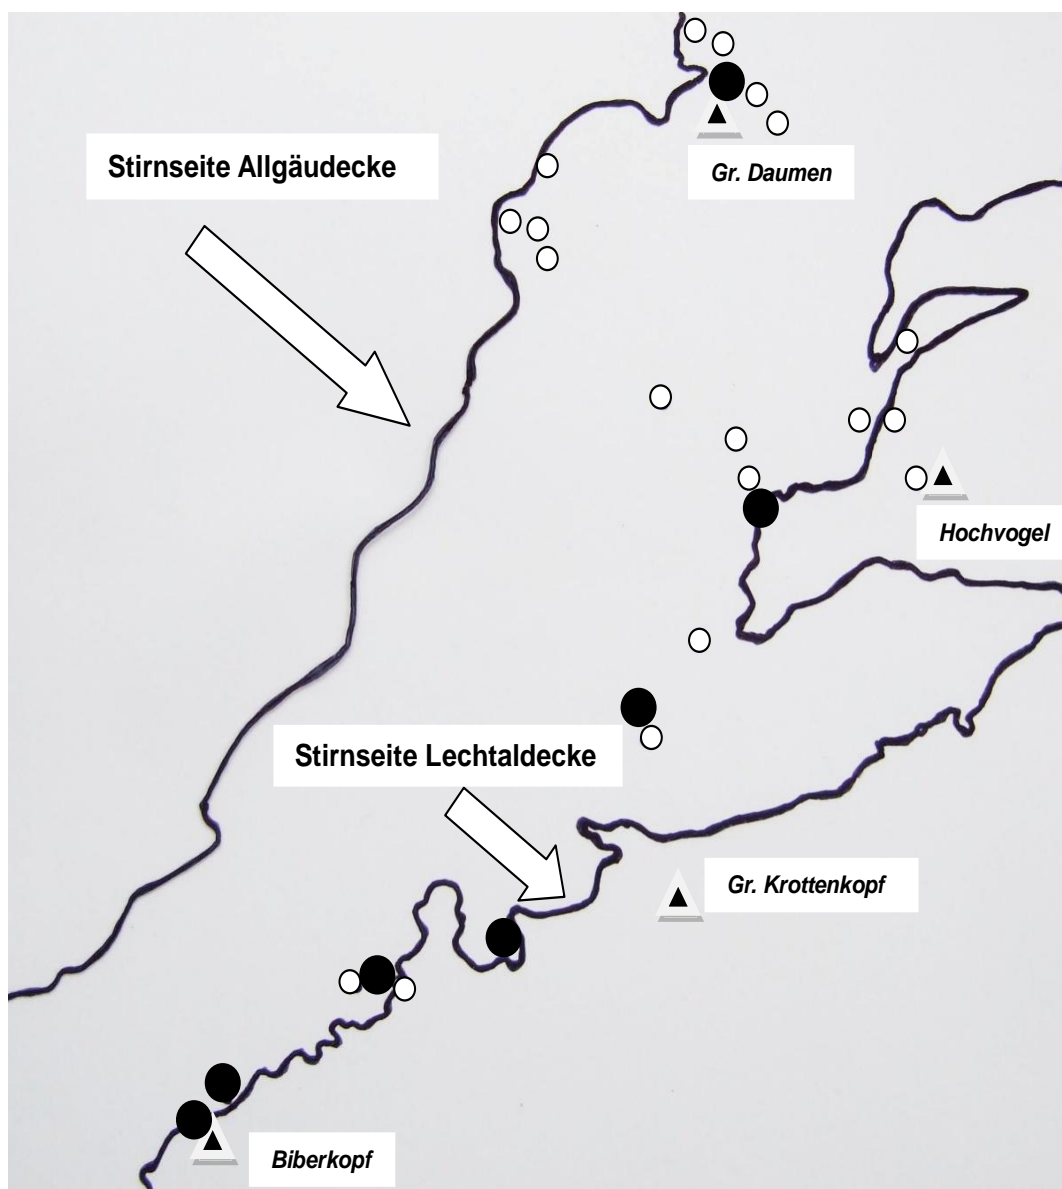 Stirnseite Allgäudecke
Gr. Daumen
Hochvogel
Stirnseite Lechtaldecke
Gr. Krottenkopf
Biberkopf